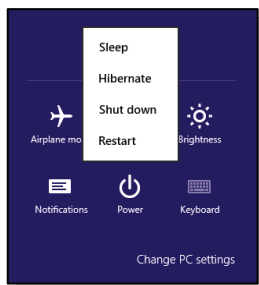 Sleep
Hibernate
Shut down
Restart
Airplane mo
Brightness
Notifications
Power
Keyboard
Change PC settings